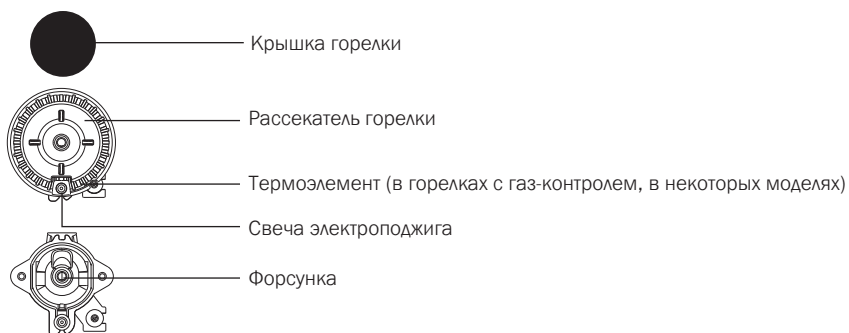 Крышка горелки
Рассекатель горелки
Термоэлемент (в горелках с газ-контролем, в некоторых моделях)
Свеча электроподжига
Форсунка